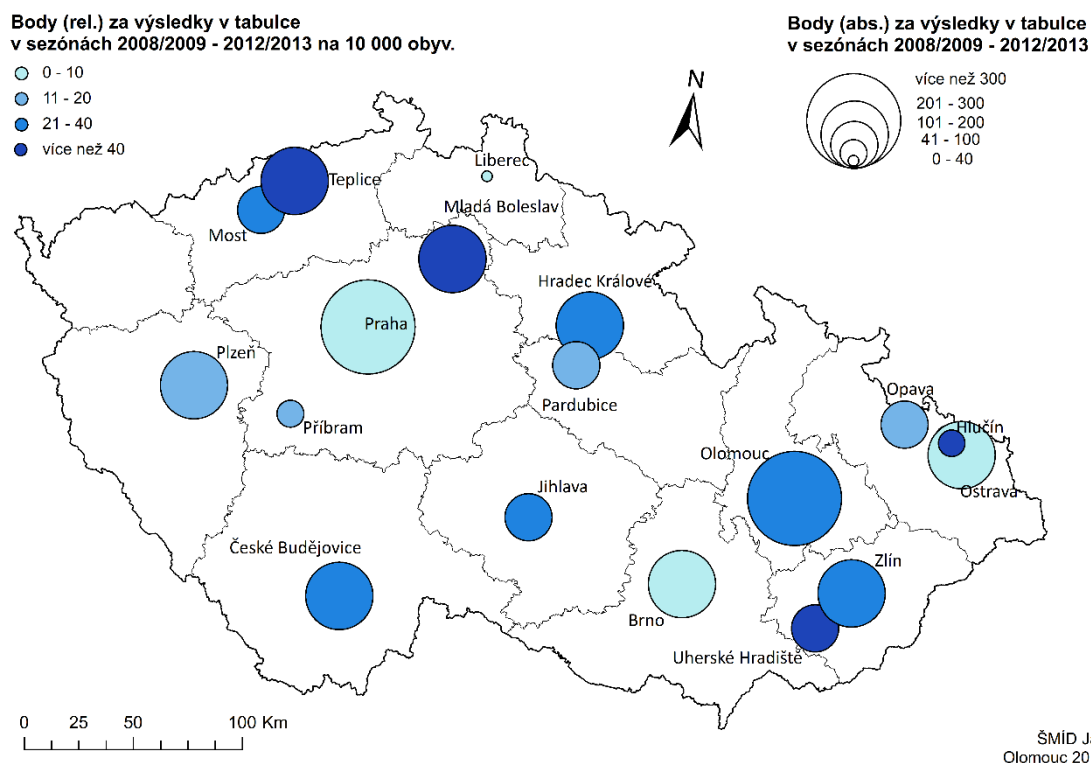 Body (rel.) za výsledky v tabulce
v sezónách 2008/2009 - 2012/2013 na 10 000 obyv.
0 - 10
11 - 20
21 - 40
více než 40
Body (abs.) za výsledky v tabulce
v sezónách 2008/2009 - 2012/2013
více než 300
201 - 300
101 - 200
41 - 100
0 - 40
N
Liberec
Teplice
Mladá Boleslav
Most
Hradec Králové
Praha
Plzeň
Pardubice
Opava
Příbram
Hlučín
Olomouc
Ostrava
Jihlava
České Budějovice
Zlín
Brno
Uherské Hradiště
0 25 50 100 Km
ŠMÍD J
Olomouc 20